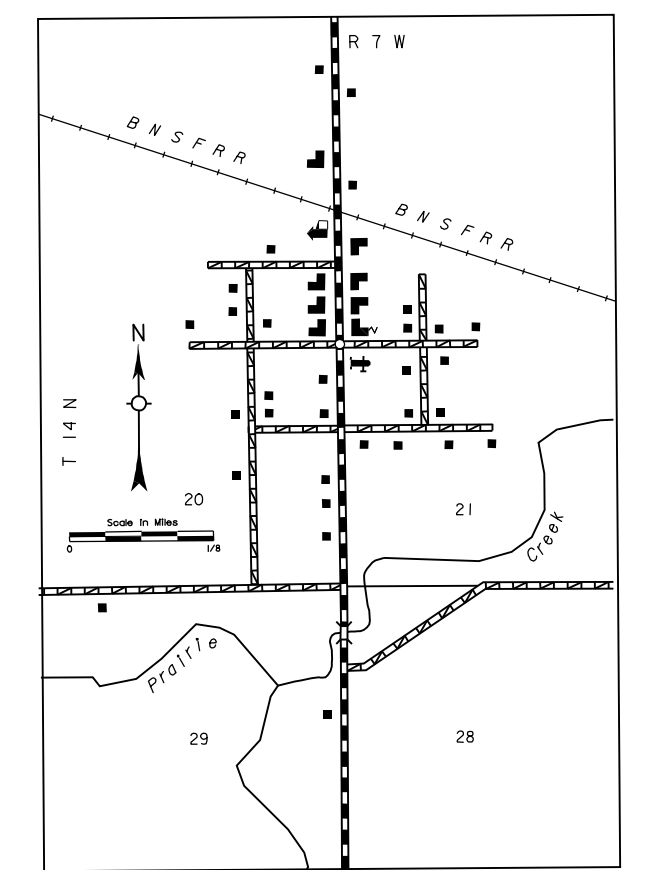 R 7 W
B N S F R R
B N S F R R
N
T 14 N
20
21
Scale In Miles
0 1/8
Creek
Prairie
29
28